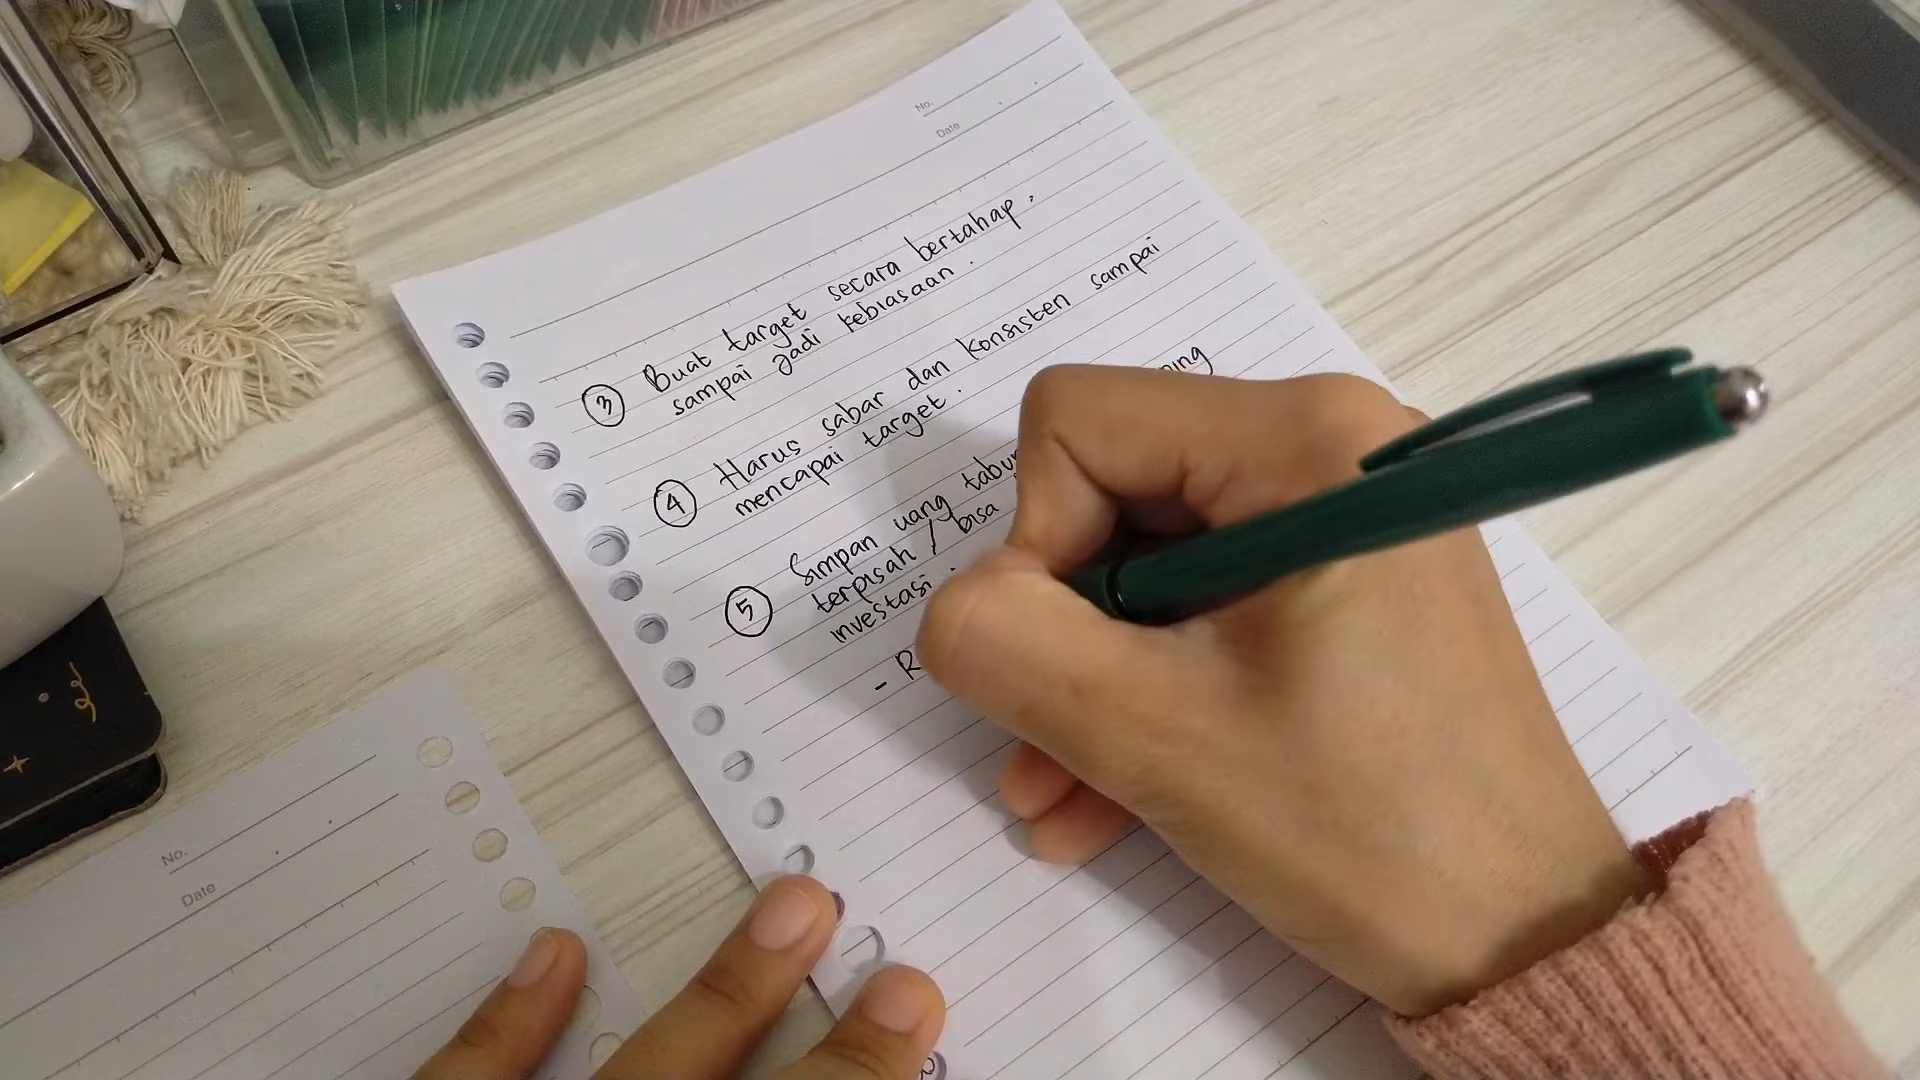 No.
Date
③ Buat target secara bertahap.
sampai jadi kebiasaan.
④ Harus sabar dan konsisten sampai
mencapai target.
⑤ Simpan uang
terpisah / bisa
investasi.
- R
No.
Date